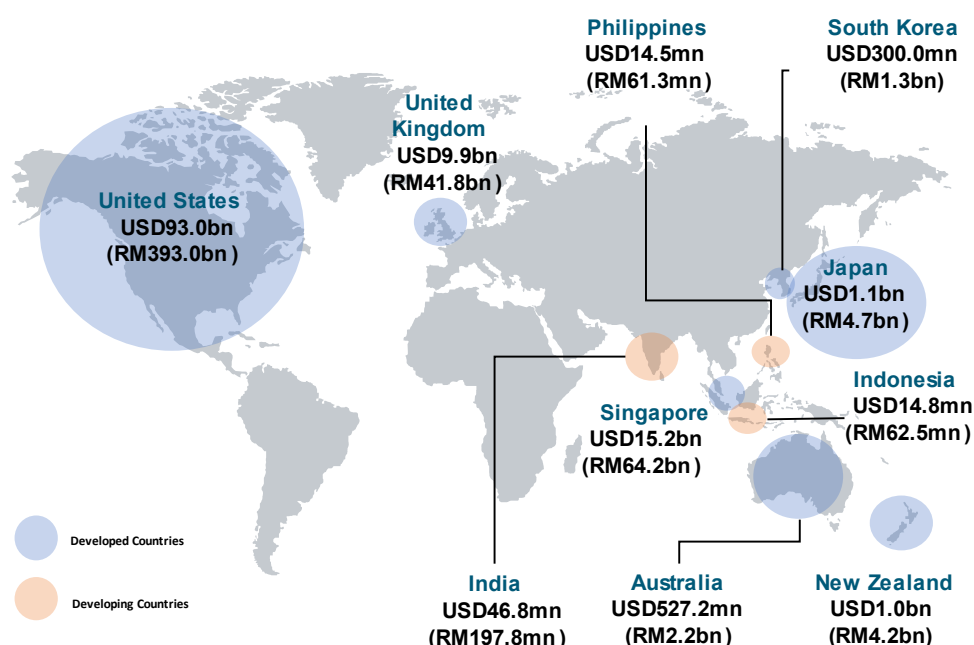 Philippines
USD14.5mn
(RM61.3mn)
South Korea
USD300.0mn
(RM1.3bn)
United
Kingdom
USD9.9bn
(RM41.8bn)
United States
USD93.0bn
(RM393.0bn)
Japan
USD1.1bn
(RM4.7bn)
Indonesia
USD14.8mn
(RM62.5mn)
Singapore
USD15.2bn
(RM64.2bn)
Developed Countries
Developing Countries
India
USD46.8mn
(RM197.8mn)
Australia
USD527.2mn
(RM2.2bn)
New Zealand
USD1.0bn
(RM4.2bn)